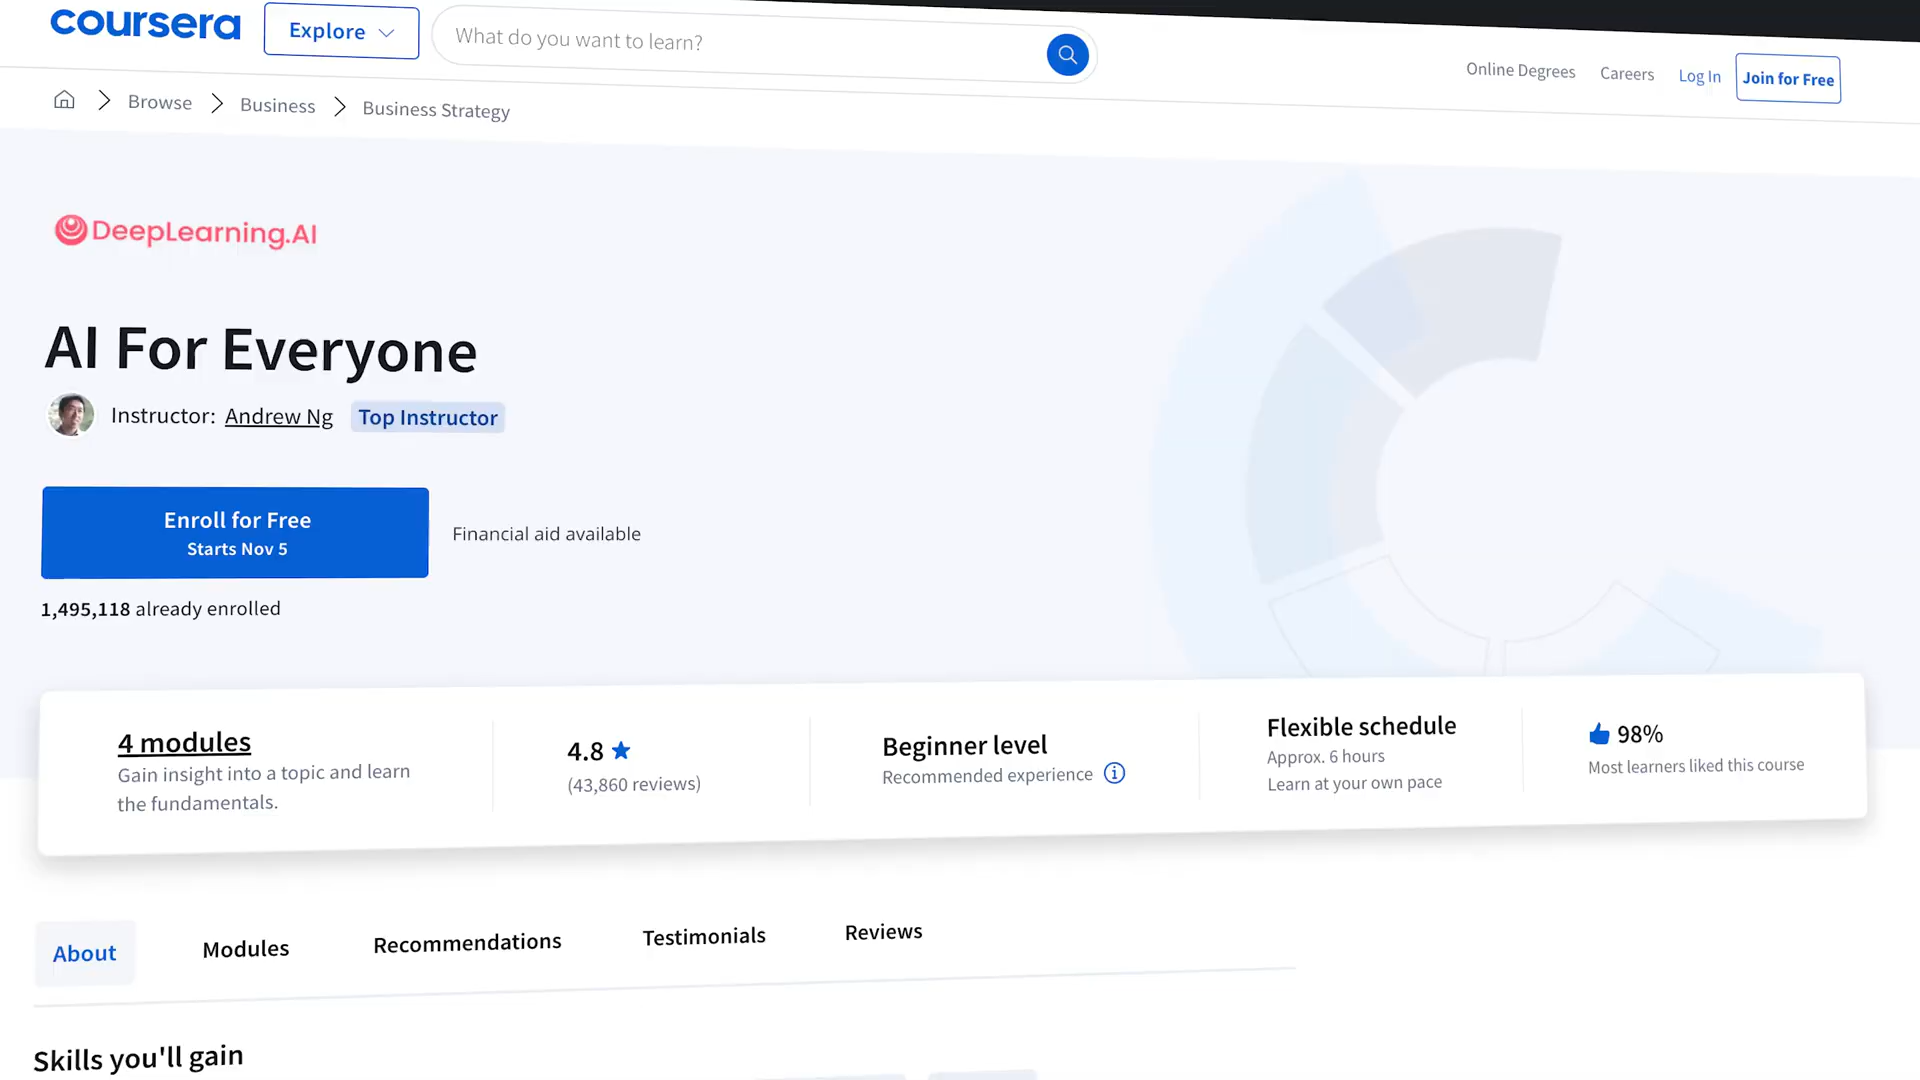 coursera
Explore
What do you want to learn?
Online Degrees
Careers
Log In
Join for Free
Browse
Business
Business Strategy
DeepLearning.AI
AI For Everyone
Instructor: Andrew Ng
Top Instructor
Enroll for Free
Starts Nov 5
Financial aid available
1,495,118 already enrolled
4 modules
Gain insight into a topic and learn
the fundamentals.
4.8
(43,860 reviews)
Beginner level
Recommended experience
Flexible schedule
Approx. 6 hours
Learn at your own pace
98%
Most learners liked this course
About
Modules
Recommendations
Testimonials
Reviews
Skills you'll gain